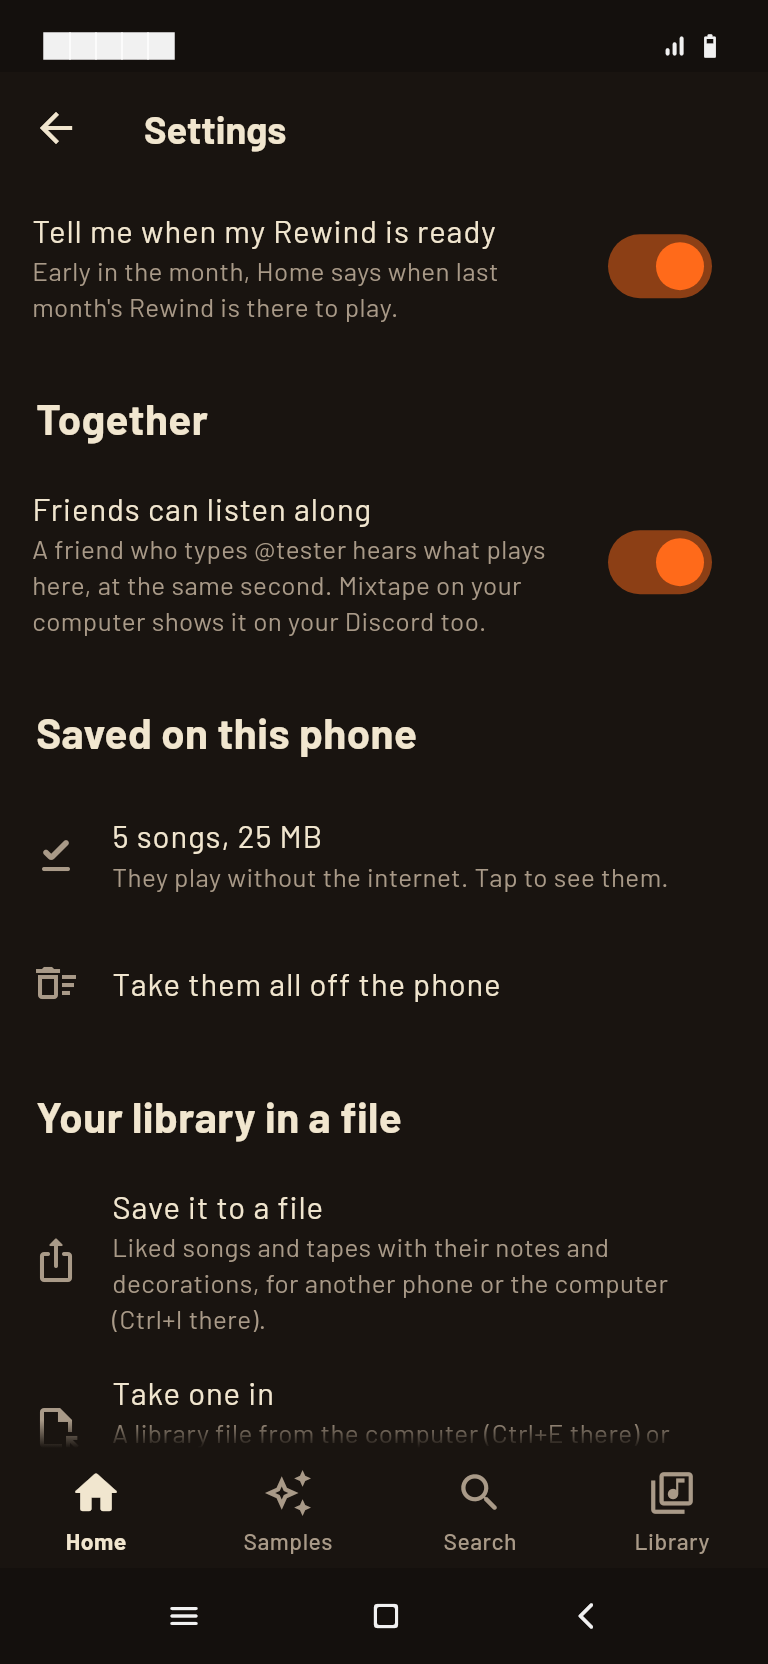 Settings
Tell me when my Rewind is ready
Early in the month, Home says when last
month's Rewind is there to play.
Together
Friends can listen along
A friend who types @tester hears what plays
here, at the same second. Mixtape on your
computer shows it on your Discord too.
Saved on this phone
5 songs, 25 MB
They play without the internet. Tap to see them.
Take them all off the phone
Your library in a file
Save it to a file
Liked songs and tapes with their notes and
decorations, for another phone or the computer
(Ctrl+I there).
Take one in
A library file from the computer (Ctrl+E there) or
Home
Samples
Search
Library